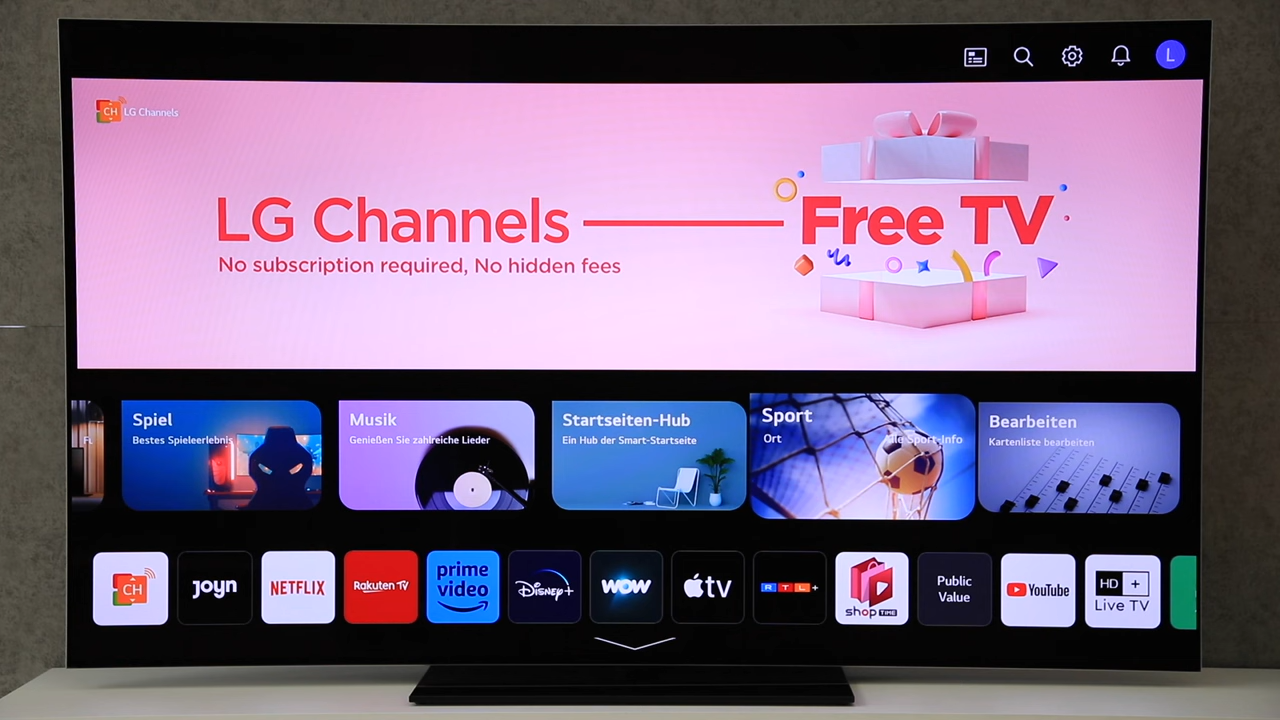 L
CH LG Channels
LG Channels
Free TV
No subscription required, No hidden fees
Spiel
Bestes Spieleerlebnis
Musik
Genießen Sie zahlreiche Lieder
Startseiten-Hub
Ein Hub der Smart-Startseite
Sport
Ort
Alle Sport-Info
Bearbeiten
Kartenliste bearbeiten
CH
joyn
NETFLIX
Rakuten TV
prime
video
Disney+
WOW
tv
RTL+
shop
TIME
Public
Value
YouTube
HD +
Live TV